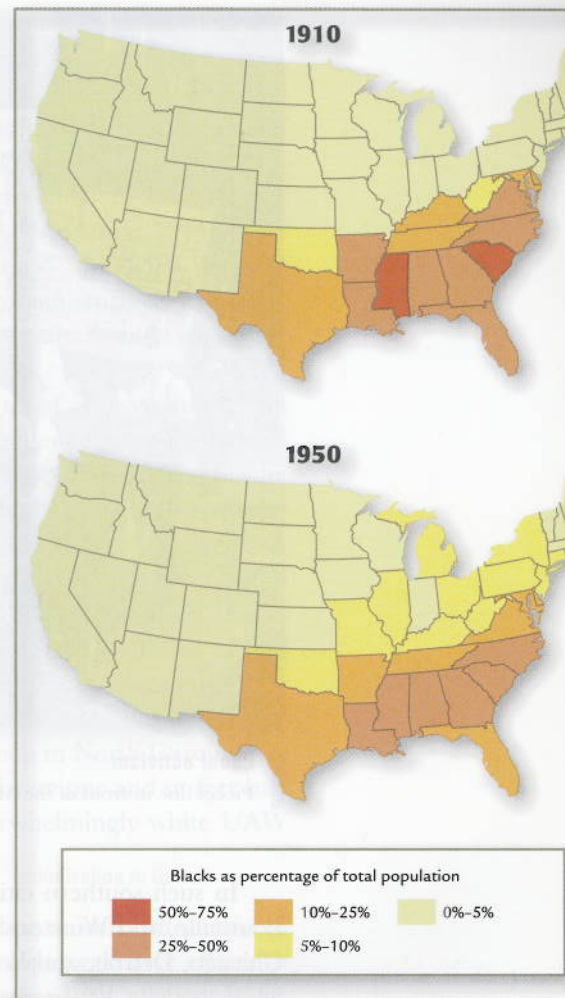 1910
1950
Blacks as percentage of total population
50%–75% 10%–25% 0%–5%
25%–50% 5%–10%